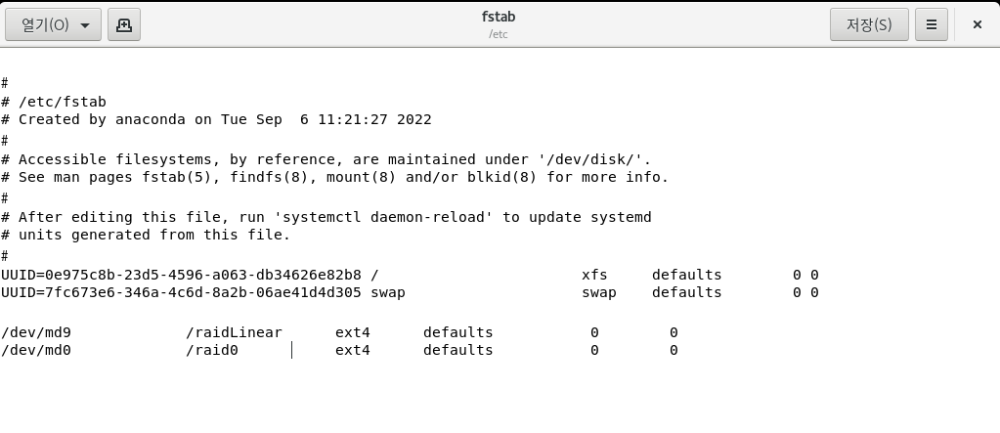 열기(O)
fstab
/etc
저장(S)
#
# /etc/fstab
# Created by anaconda on Tue Sep  6 11:21:27 2022
#
# Accessible filesystems, by reference, are maintained under '/dev/disk/'.
# See man pages fstab(5), findfs(8), mount(8) and/or blkid(8) for more info.
#
# After editing this file, run 'systemctl daemon-reload' to update systemd
# units generated from this file.
#
UUID=0e975c8b-23d5-4596-a063-db34626e82b8 /                       xfs     defaults        0 0
UUID=7fc673e6-346a-4c6d-8a2b-06ae41d4d305 swap                    swap    defaults        0 0
/dev/md9             /raidLinear      ext4      defaults           0        0
/dev/md0             /raid0           ext4      defaults           0        0